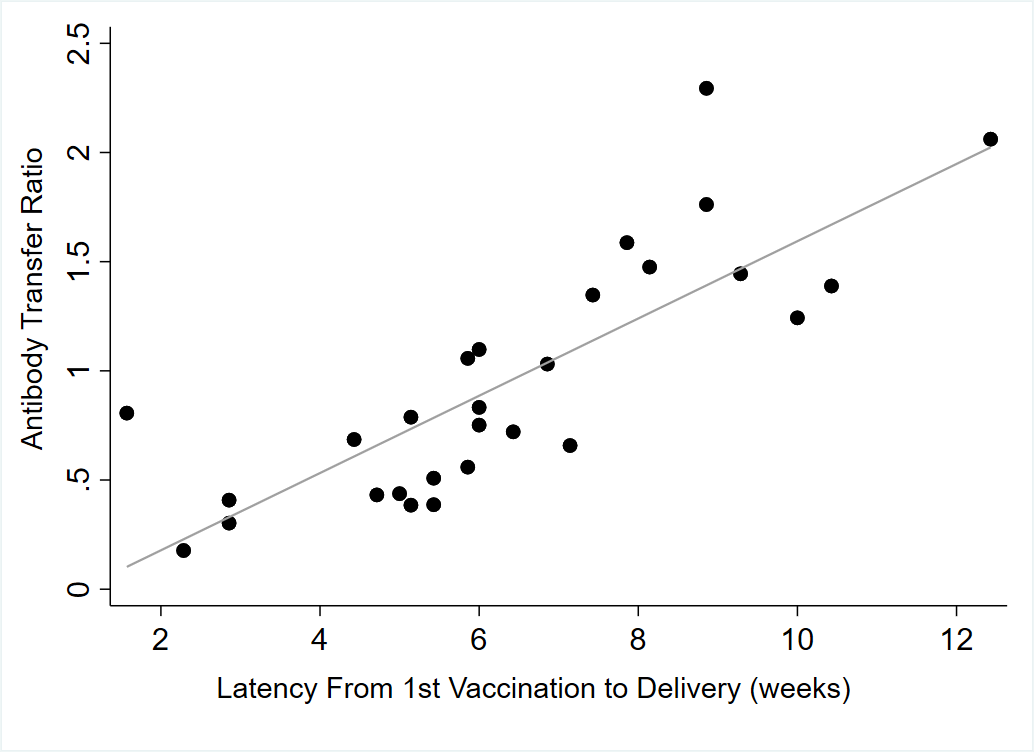 2.5
2
1.5
1
.5
0
Antibody Transfer Ratio
2 4 6 8 10 12
Latency From 1st Vaccination to Delivery (weeks)